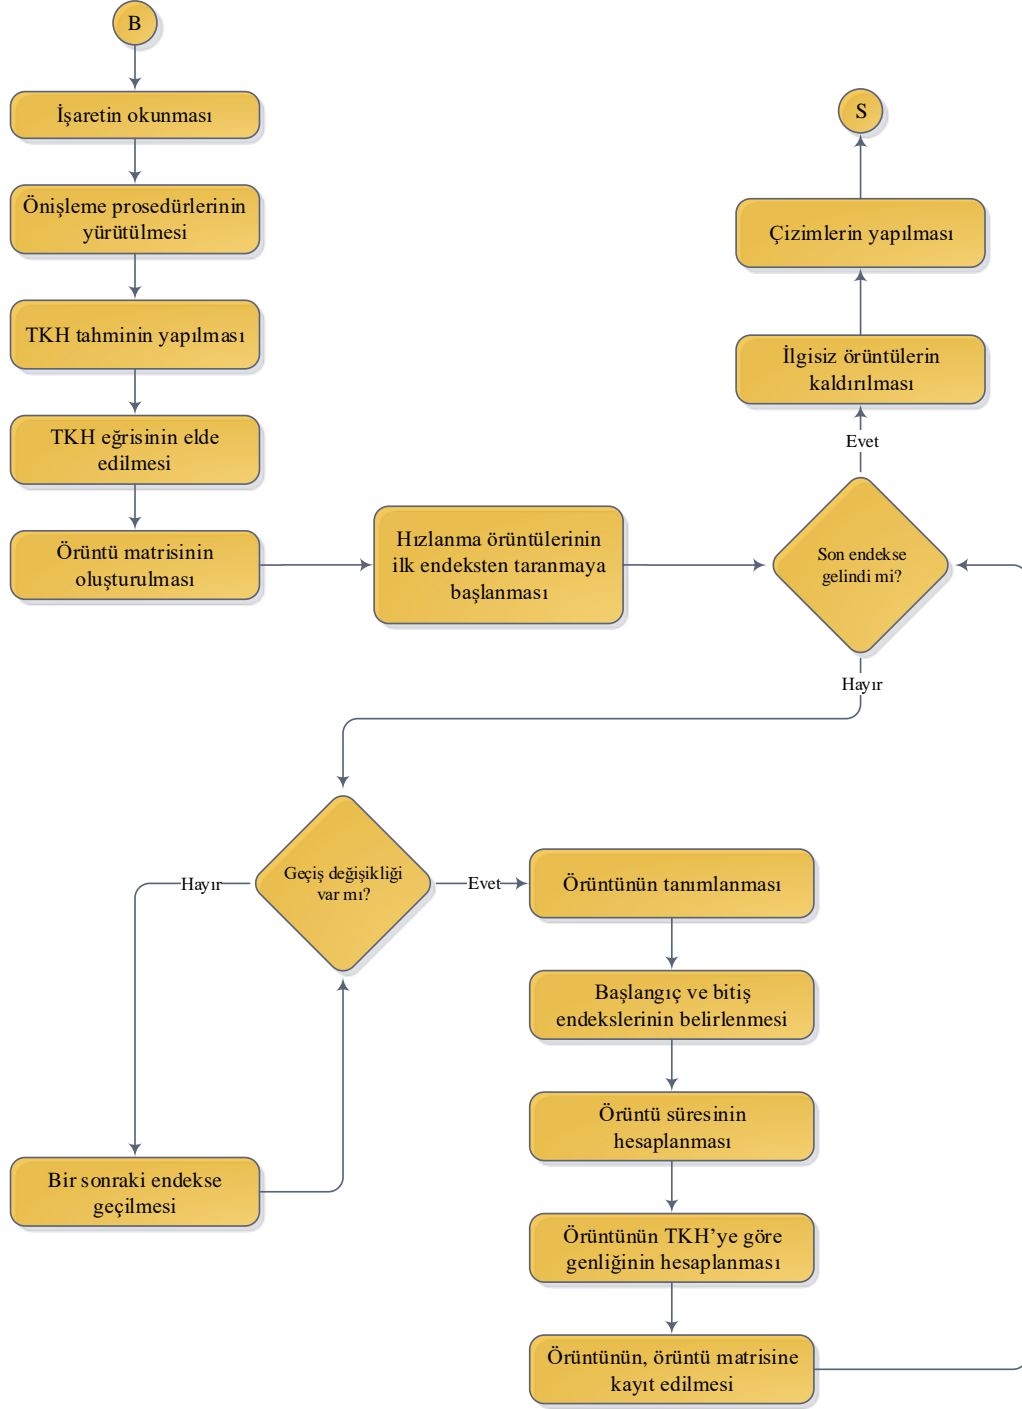 B
İşaretin okunması
Önişleme prosedürlerinin
yürütülmesi
TKH tahminin yapılması
TKH eğrisinin elde
edilmesi
Örüntü matrisinin
oluşturulması
Hızlanma örüntülerinin
ilk endeksten taranmaya
başlanması
S
Çizimlerin yapılması
İlgisiz örüntülerin
kaldırılması
Evet
Son endekse
gelindi mi?
Hayır
Geçiş değişikliği
var mı?
Hayır
Evet
Bir sonraki endekse
geçilmesi
Örüntünün tanımlanması
Başlangıç ve bitiş
endekslerinin belirlenmesi
Örüntü süresinin
hesaplanması
Örüntünün TKH’ye göre
genliğinin hesaplanması
Örüntünün, örüntü matrisine
kayıt edilmesi